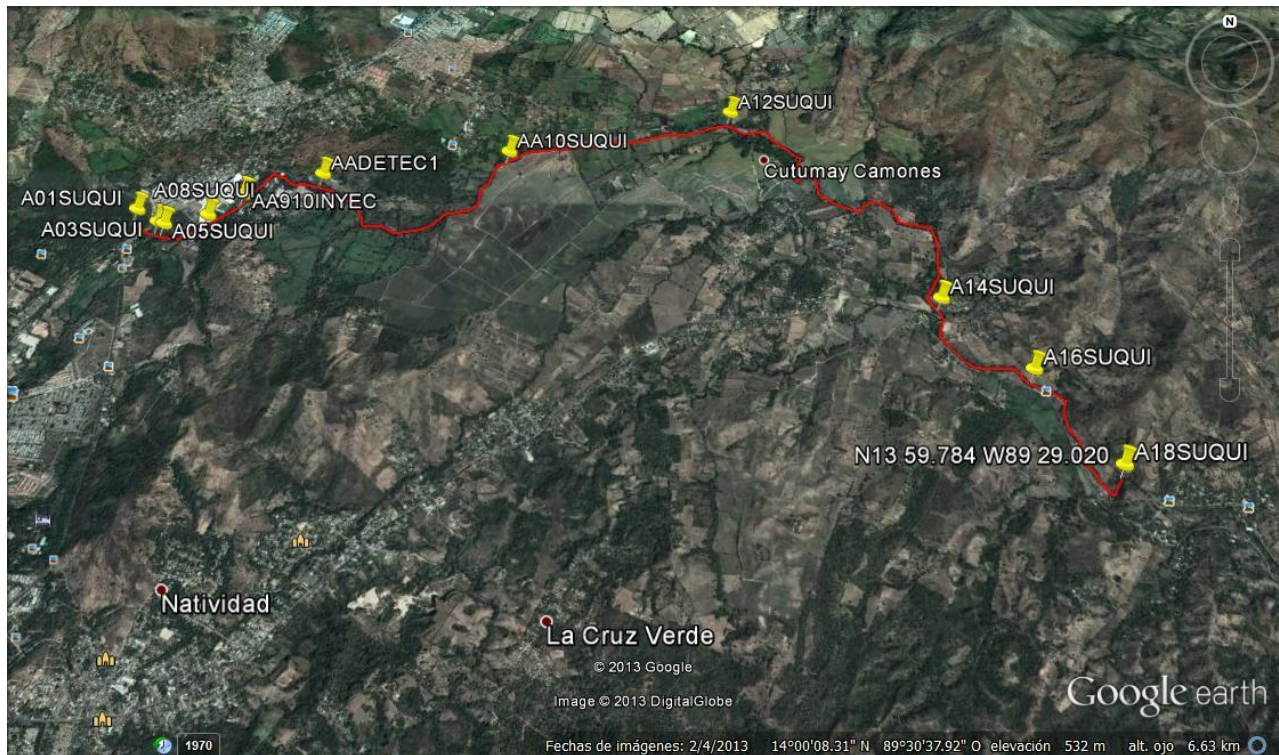 N
A12SUQUI
AA10SUQUI
AADETEC1
Cutumay Camones
A08SUQUI
A01SUQUI
AA910INYEC
A03SUQUI
A05SUQUI
A14SUQUI
A16SUQUI
N13 59.784 W89 29.020
A18SUQUI
Natividad
La Cruz Verde
© 2013 Google
Image © 2013 DigitalGlobe
Google earth
1970
Fechas de imágenes: 2/4/2013 14°00'08.31" N 89°30'37.92" O elevación 532 m alt. ojo 6.63 km